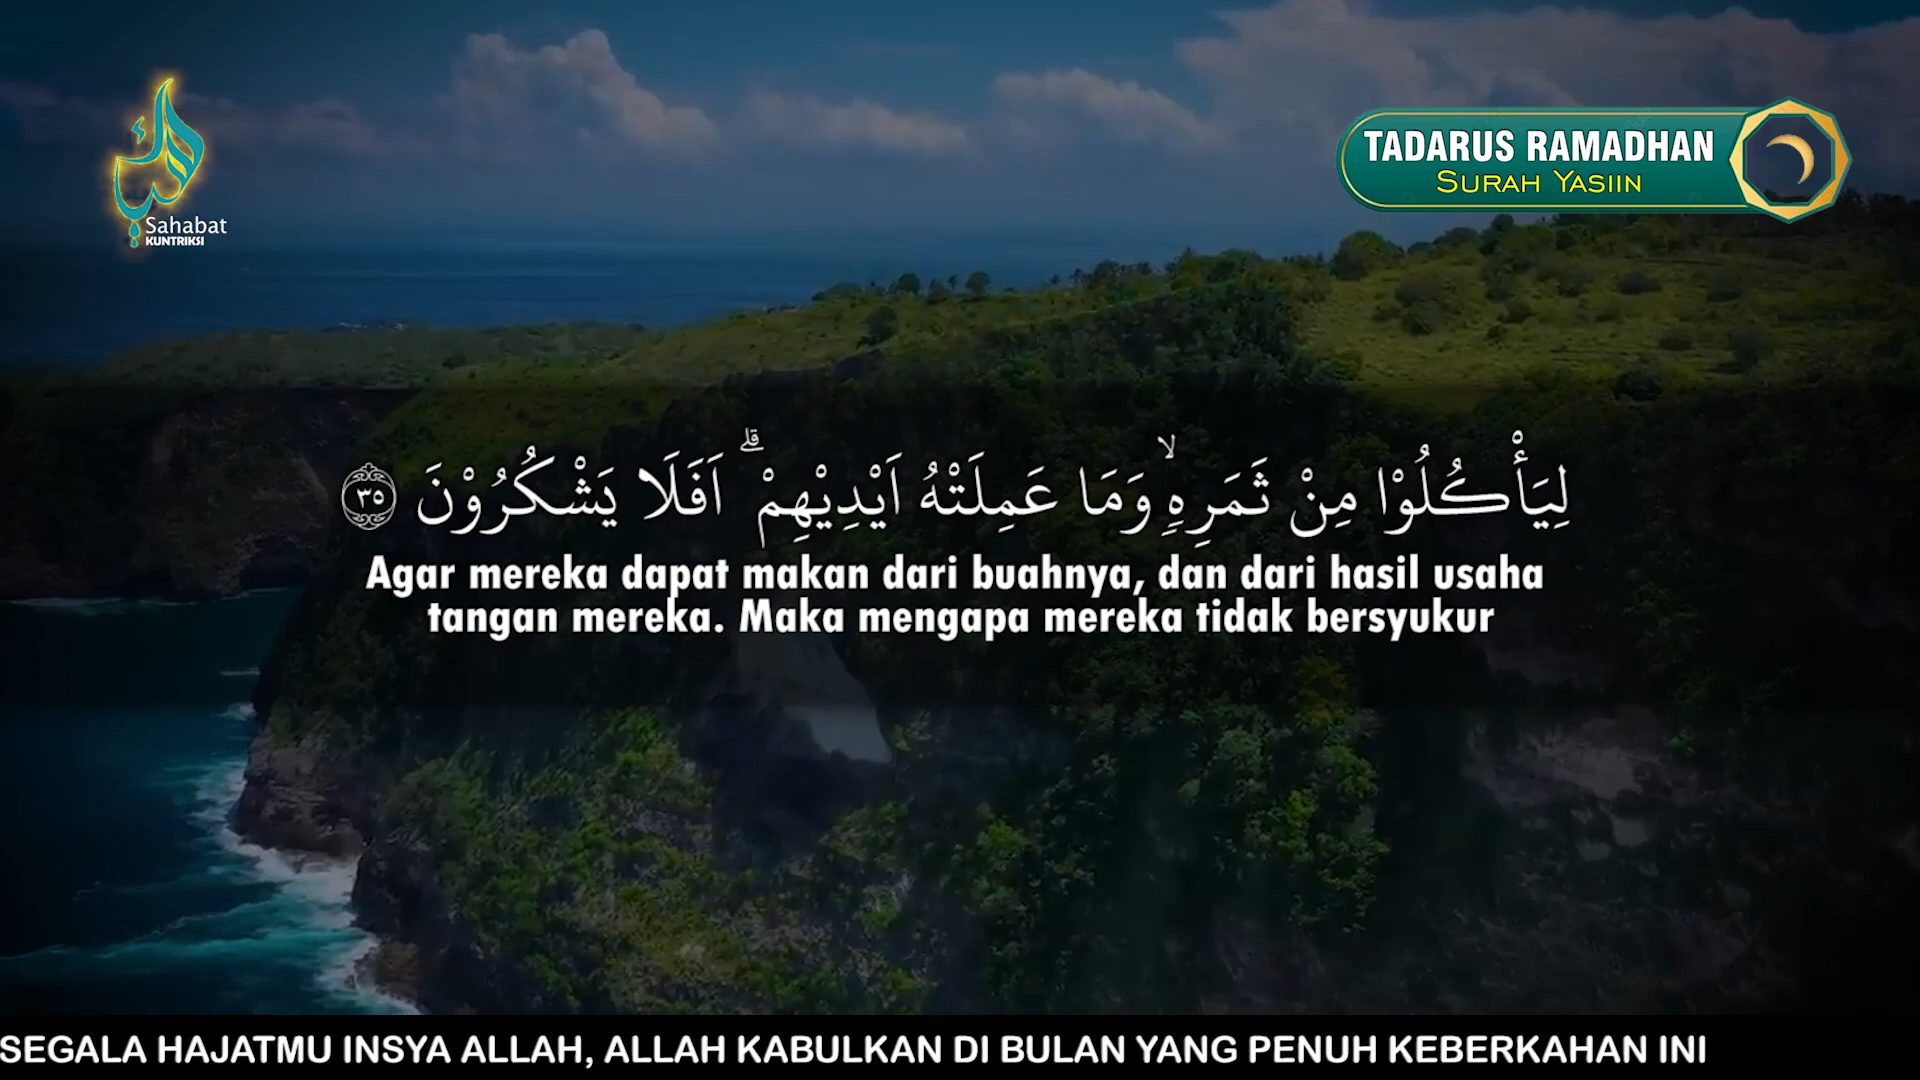 Sahabat
KUNTRIKSI
TADARUS RAMADHAN
SURAH YASIIN
لِيَأْكُلُوْا مِنْ ثَمَرِهٖۙ وَمَا عَمِلَتْهُ اَيْدِيْهِمْ ۗ اَفَلَا يَشْكُرُوْنَ ٣٥
Agar mereka dapat makan dari buahnya, dan dari hasil usaha
tangan mereka. Maka mengapa mereka tidak bersyukur
SEGALA HAJATMU INSYA ALLAH, ALLAH KABULKAN DI BULAN YANG PENUH KEBERKAHAN INI